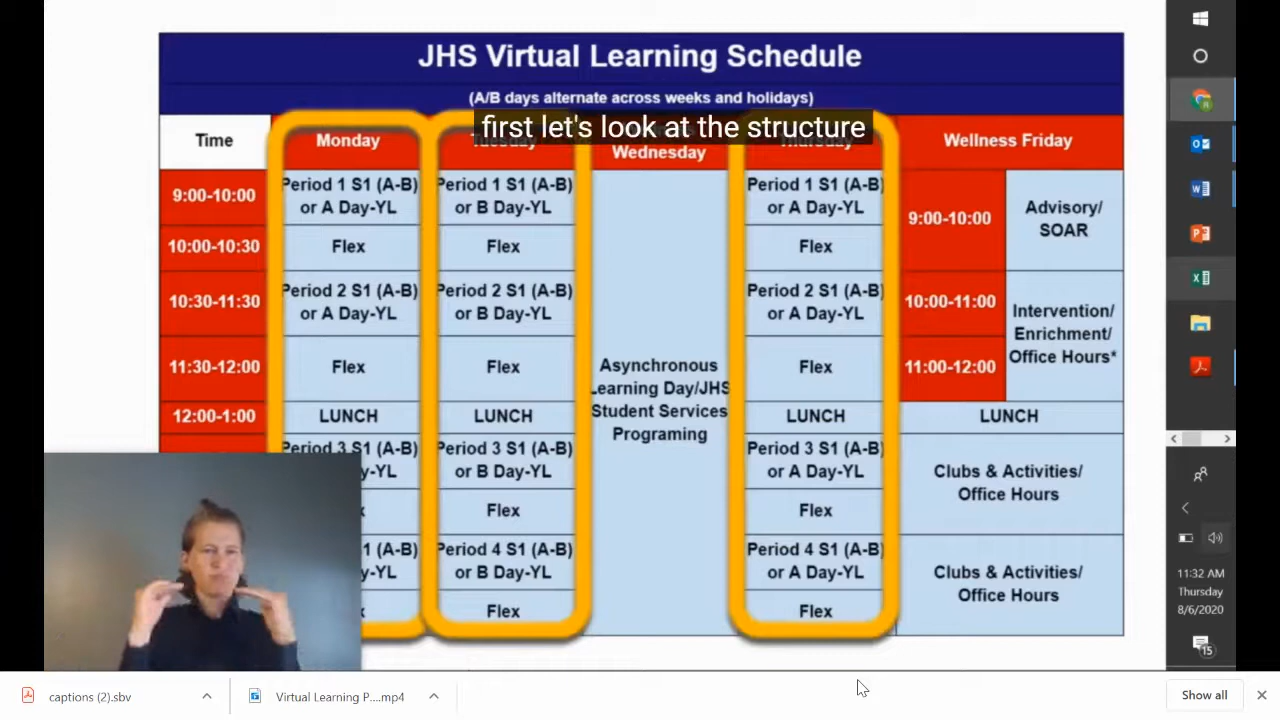 JHS Virtual Learning Schedule
(A/B days alternate across weeks and holidays)
first let's look at the structure
Time
Monday
Tuesday
Wednesday
Thursday
Wellness Friday
9:00-10:00
Period 1 S1 (A-B)
or A Day-YL
Period 1 S1 (A-B)
or B Day-YL
Period 1 S1 (A-B)
or A Day-YL
9:00-10:00
Advisory/
SOAR
10:00-10:30
Flex
Flex
Flex
10:30-11:30
Period 2 S1 (A-B)
or A Day-YL
Period 2 S1 (A-B)
or B Day-YL
Period 2 S1 (A-B)
or A Day-YL
10:00-11:00
Intervention/
Enrichment/
Office Hours*
11:30-12:00
Flex
Flex
Asynchronous
Learning Day/JHS
Student Services
Programing
Flex
11:00-12:00
12:00-1:00
LUNCH
LUNCH
LUNCH
LUNCH
Period 3 S1 (A-B)
y-YL
Period 3 S1 (A-B)
or B Day-YL
Period 3 S1 (A-B)
or A Day-YL
Clubs & Activities/
Office Hours
Flex
Flex
1 (A-B)
y-YL
Period 4 S1 (A-B)
or B Day-YL
Period 4 S1 (A-B)
or A Day-YL
Clubs & Activities/
Office Hours
Flex
Flex
11:32 AM
Thursday
8/6/2020
15
captions (2).sbv
Virtual Learning P....mp4
Show all